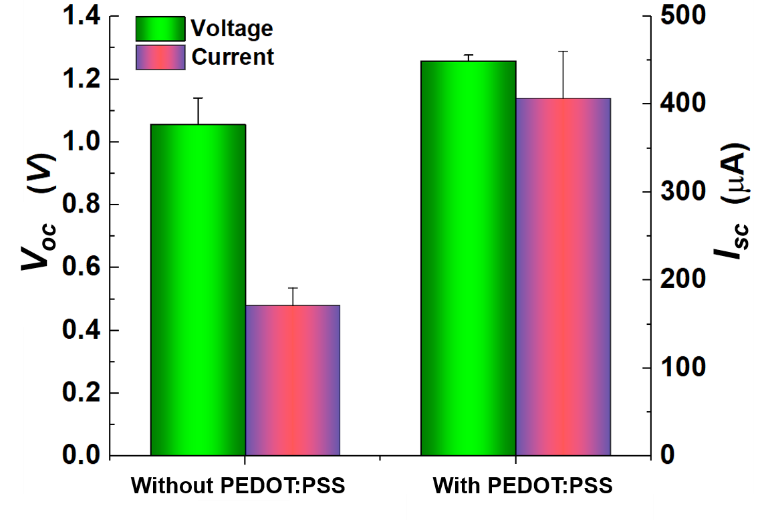 Voltage
Current
1.4
1.2
1.0
0.8
0.6
0.4
0.2
0.0
Voc (V)
500
400
300
200
100
0
Isc (μA)
Without PEDOT:PSS
With PEDOT:PSS